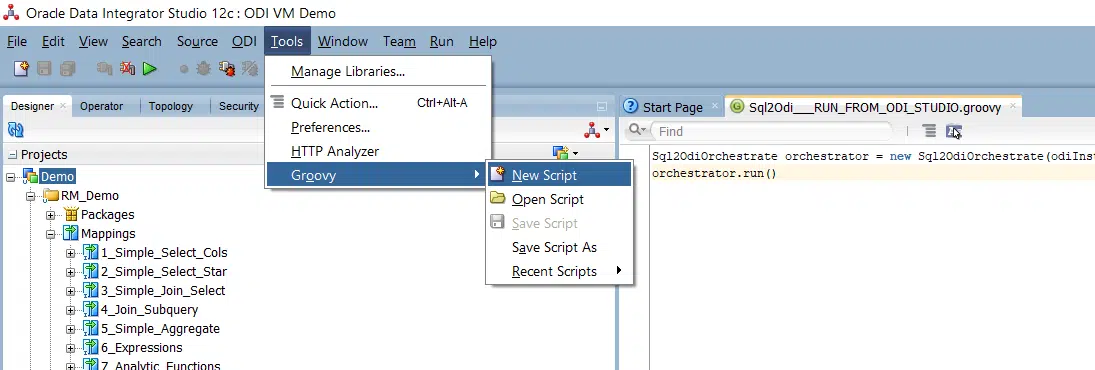 Oracle Data Integrator Studio 12c : ODI VM Demo
File Edit View Search Source ODI Tools Window Team Run Help
Manage Libraries...
Quick Action... Ctrl+Alt-A
Preferences...
HTTP Analyzer
Groovy
New Script
Open Script
Save Script
Save Script As
Recent Scripts
Designer Operator Topology Security
Projects
Demo
RM_Demo
Packages
Mappings
1_Simple_Select_Cols
2_Simple_Select_Star
3_Simple_Join_Select
4_Join_Subquery
5_Simple_Aggregate
6_Expressions
7_Analytic_Functions
Start Page Sql2Odi___RUN_FROM_ODI_STUDIO.groovy
Find
Sql2OdiOrchestrate orchestrator = new Sql2OdiOrchestrate(odiInst
orchestrator.run()